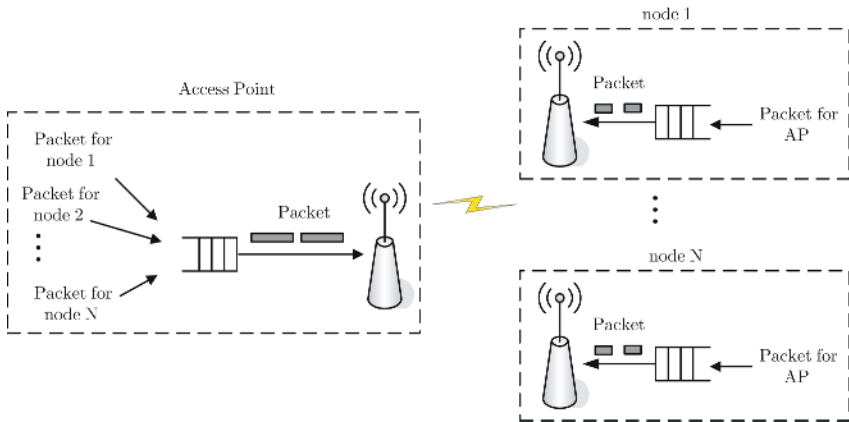 Access Point
Packet for
node 1
Packet for
node 2
Packet for
node N
Packet
node 1
Packet
Packet for
AP
node N
Packet
Packet for
AP